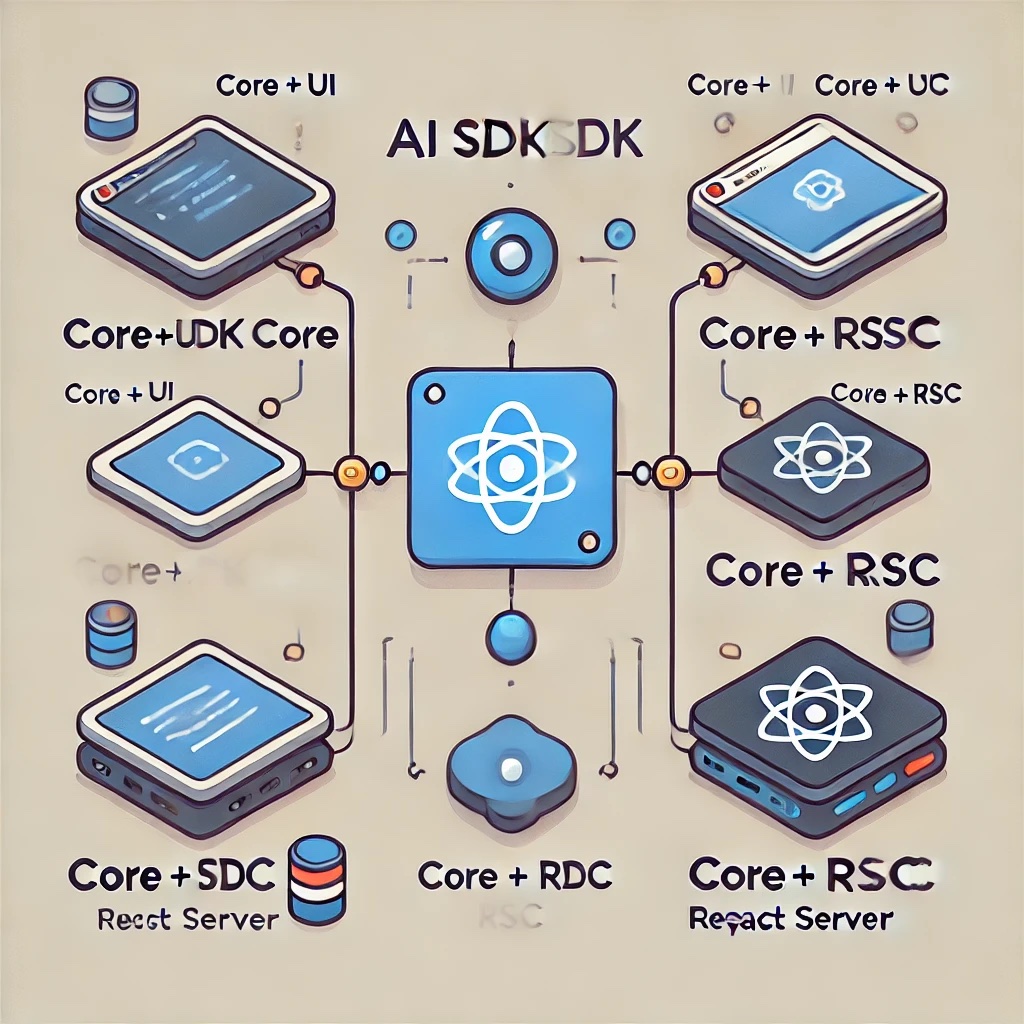 Core + UI
Core +
Core + UC
AI SDKSDK
Core+UDK Core
Core + RSSC
Core + UI
Core + RSC
Core+
Core + RSC
Core + SDC
Core + RDC
Core + RSC
React Server
RSC
Server